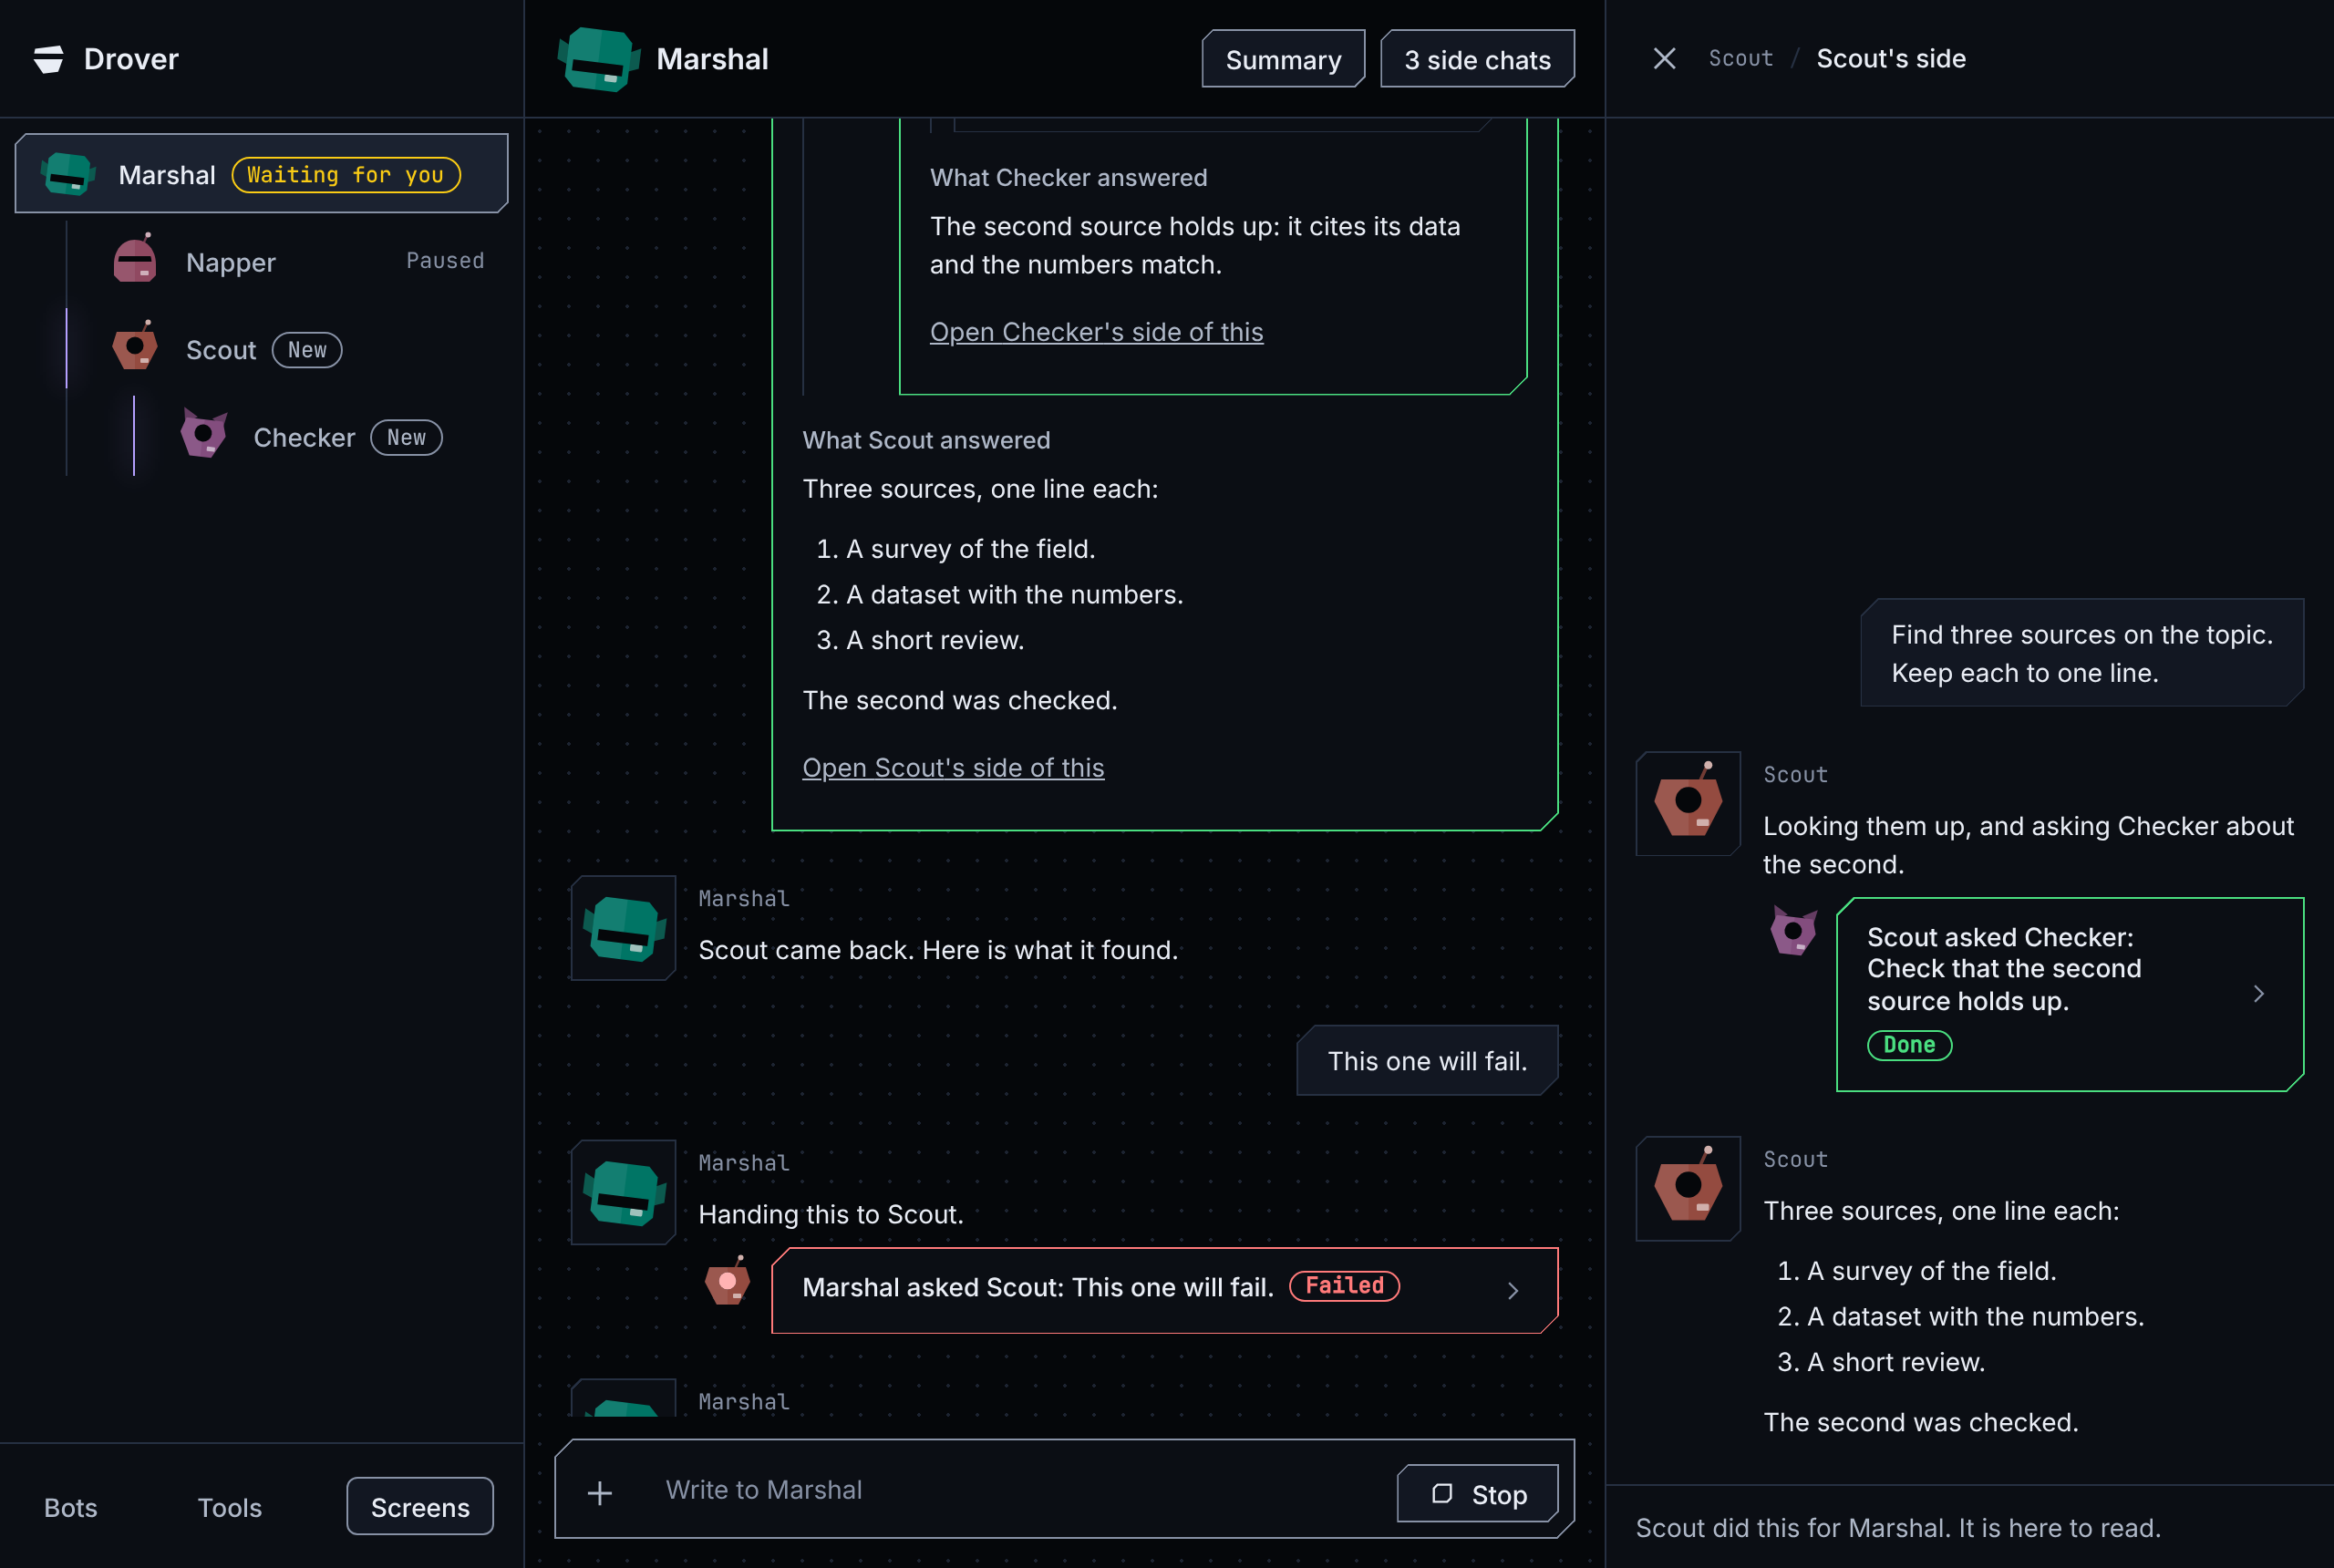 Drover
Marshal Waiting for you
Napper Paused
Scout New
Checker New
Bots Tools Screens
Marshal
Summary 3 side chats
What Checker answered
The second source holds up: it cites its data
and the numbers match.
Open Checker's side of this
What Scout answered
Three sources, one line each:
1. A survey of the field.
2. A dataset with the numbers.
3. A short review.
The second was checked.
Open Scout's side of this
Marshal
Scout came back. Here is what it found.
This one will fail.
Marshal
Handing this to Scout.
Marshal asked Scout: This one will fail. Failed
Marshal
Write to Marshal
Stop
Scout / Scout's side
Find three sources on the topic.
Keep each to one line.
Scout
Looking them up, and asking Checker about
the second.
Scout asked Checker:
Check that the second
source holds up.
Done
Scout
Three sources, one line each:
1. A survey of the field.
2. A dataset with the numbers.
3. A short review.
The second was checked.
Scout did this for Marshal. It is here to read.